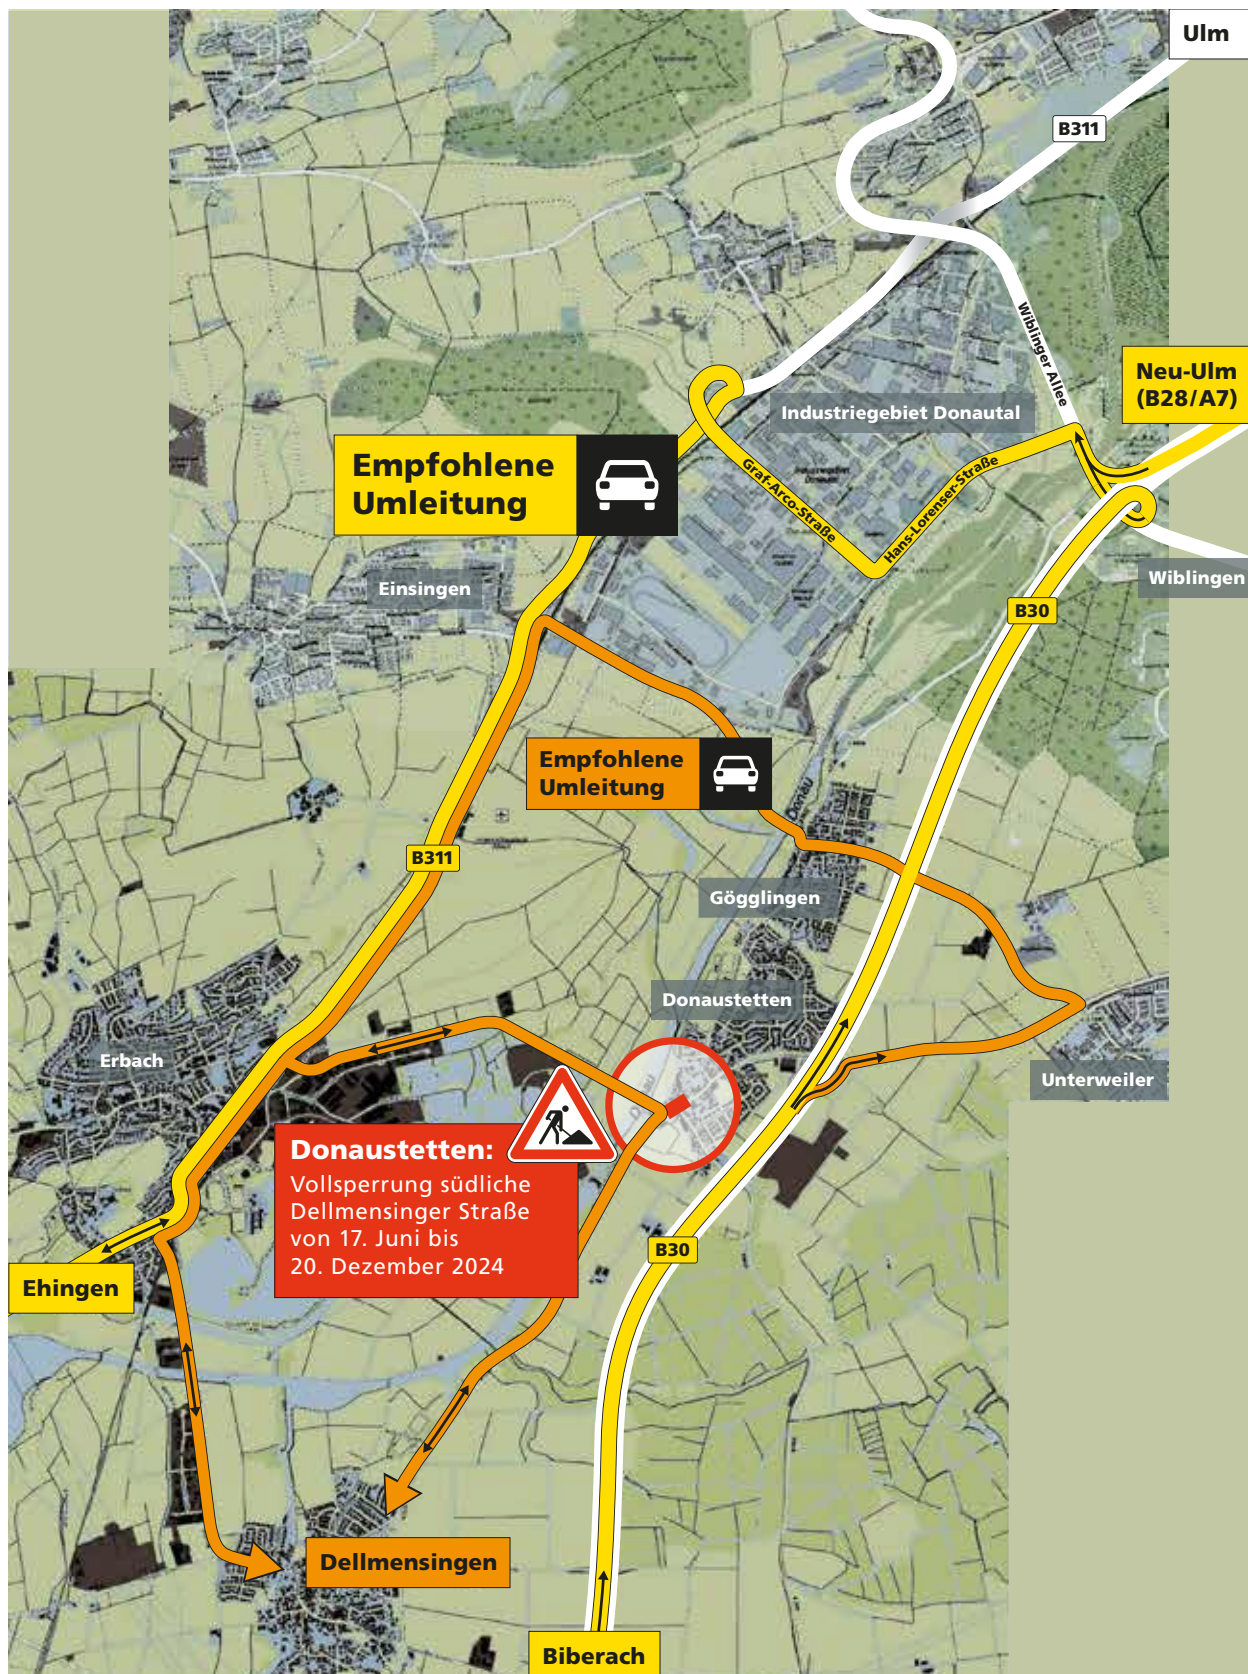 Ulm
B311
Wiblinger Allee
Neu-Ulm
(B28/A7)
Industriegebiet Donautal
Empfohlene
Umleitung
Graf-Arco-Straße
Hans-Lorenser-Straße
Einsingen
Wiblingen
B30
Empfohlene
Umleitung
Donau
B311
Gögglingen
Donaustetten
Erbach
Unterweiler
Donaustetten:
Vollsperrung südliche
Dellmensinger Straße
von 17. Juni bis
20. Dezember 2024
B30
Ehingen
Dellmensingen
Biberach